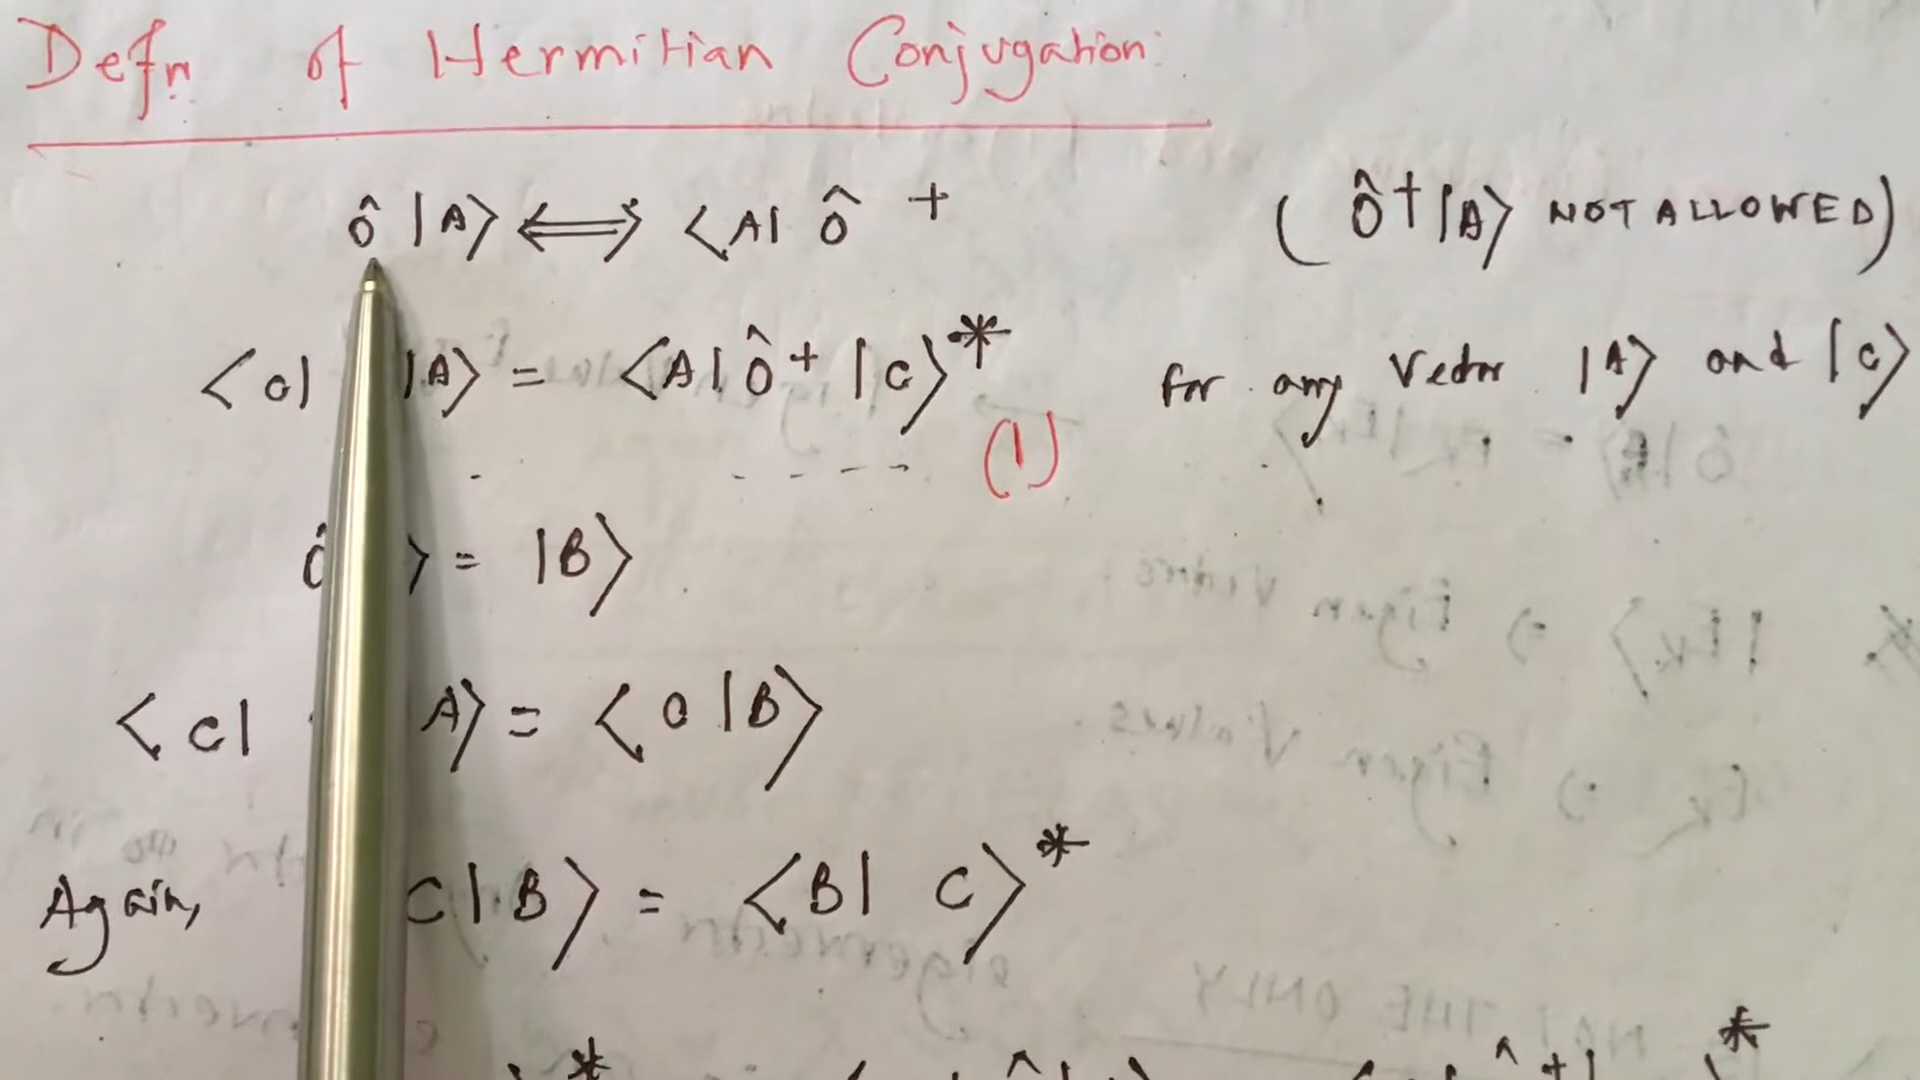 Defn of Hermitian Conjugation:
ô |A⟩ ⟺ ⟨A| ô + ( ô† |A⟩ NOT ALLOWED)
⟨c| |A⟩ = ⟨A| ô+ |C⟩* for any vector |A⟩ and |C⟩
- ---- (1)
ô ⟩ = |B⟩
⟨c| A⟩ = ⟨O|B⟩
Again, C|B⟩ = ⟨B| C⟩*